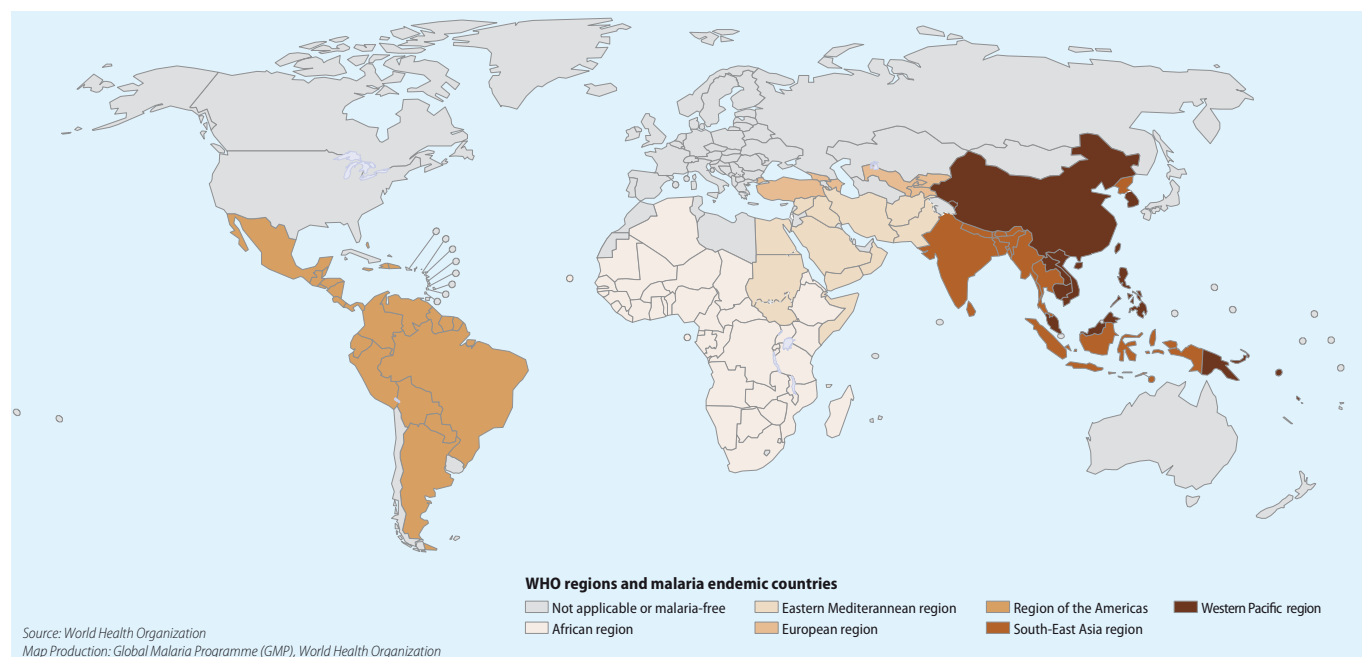 WHO regions and malaria endemic countries
Not applicable or malaria-free
Eastern Mediterannean region
Region of the Americas
Western Pacific region
African region
European region
South-East Asia region
Source: World Health Organization
Map Production: Global Malaria Programme (GMP), World Health Organization